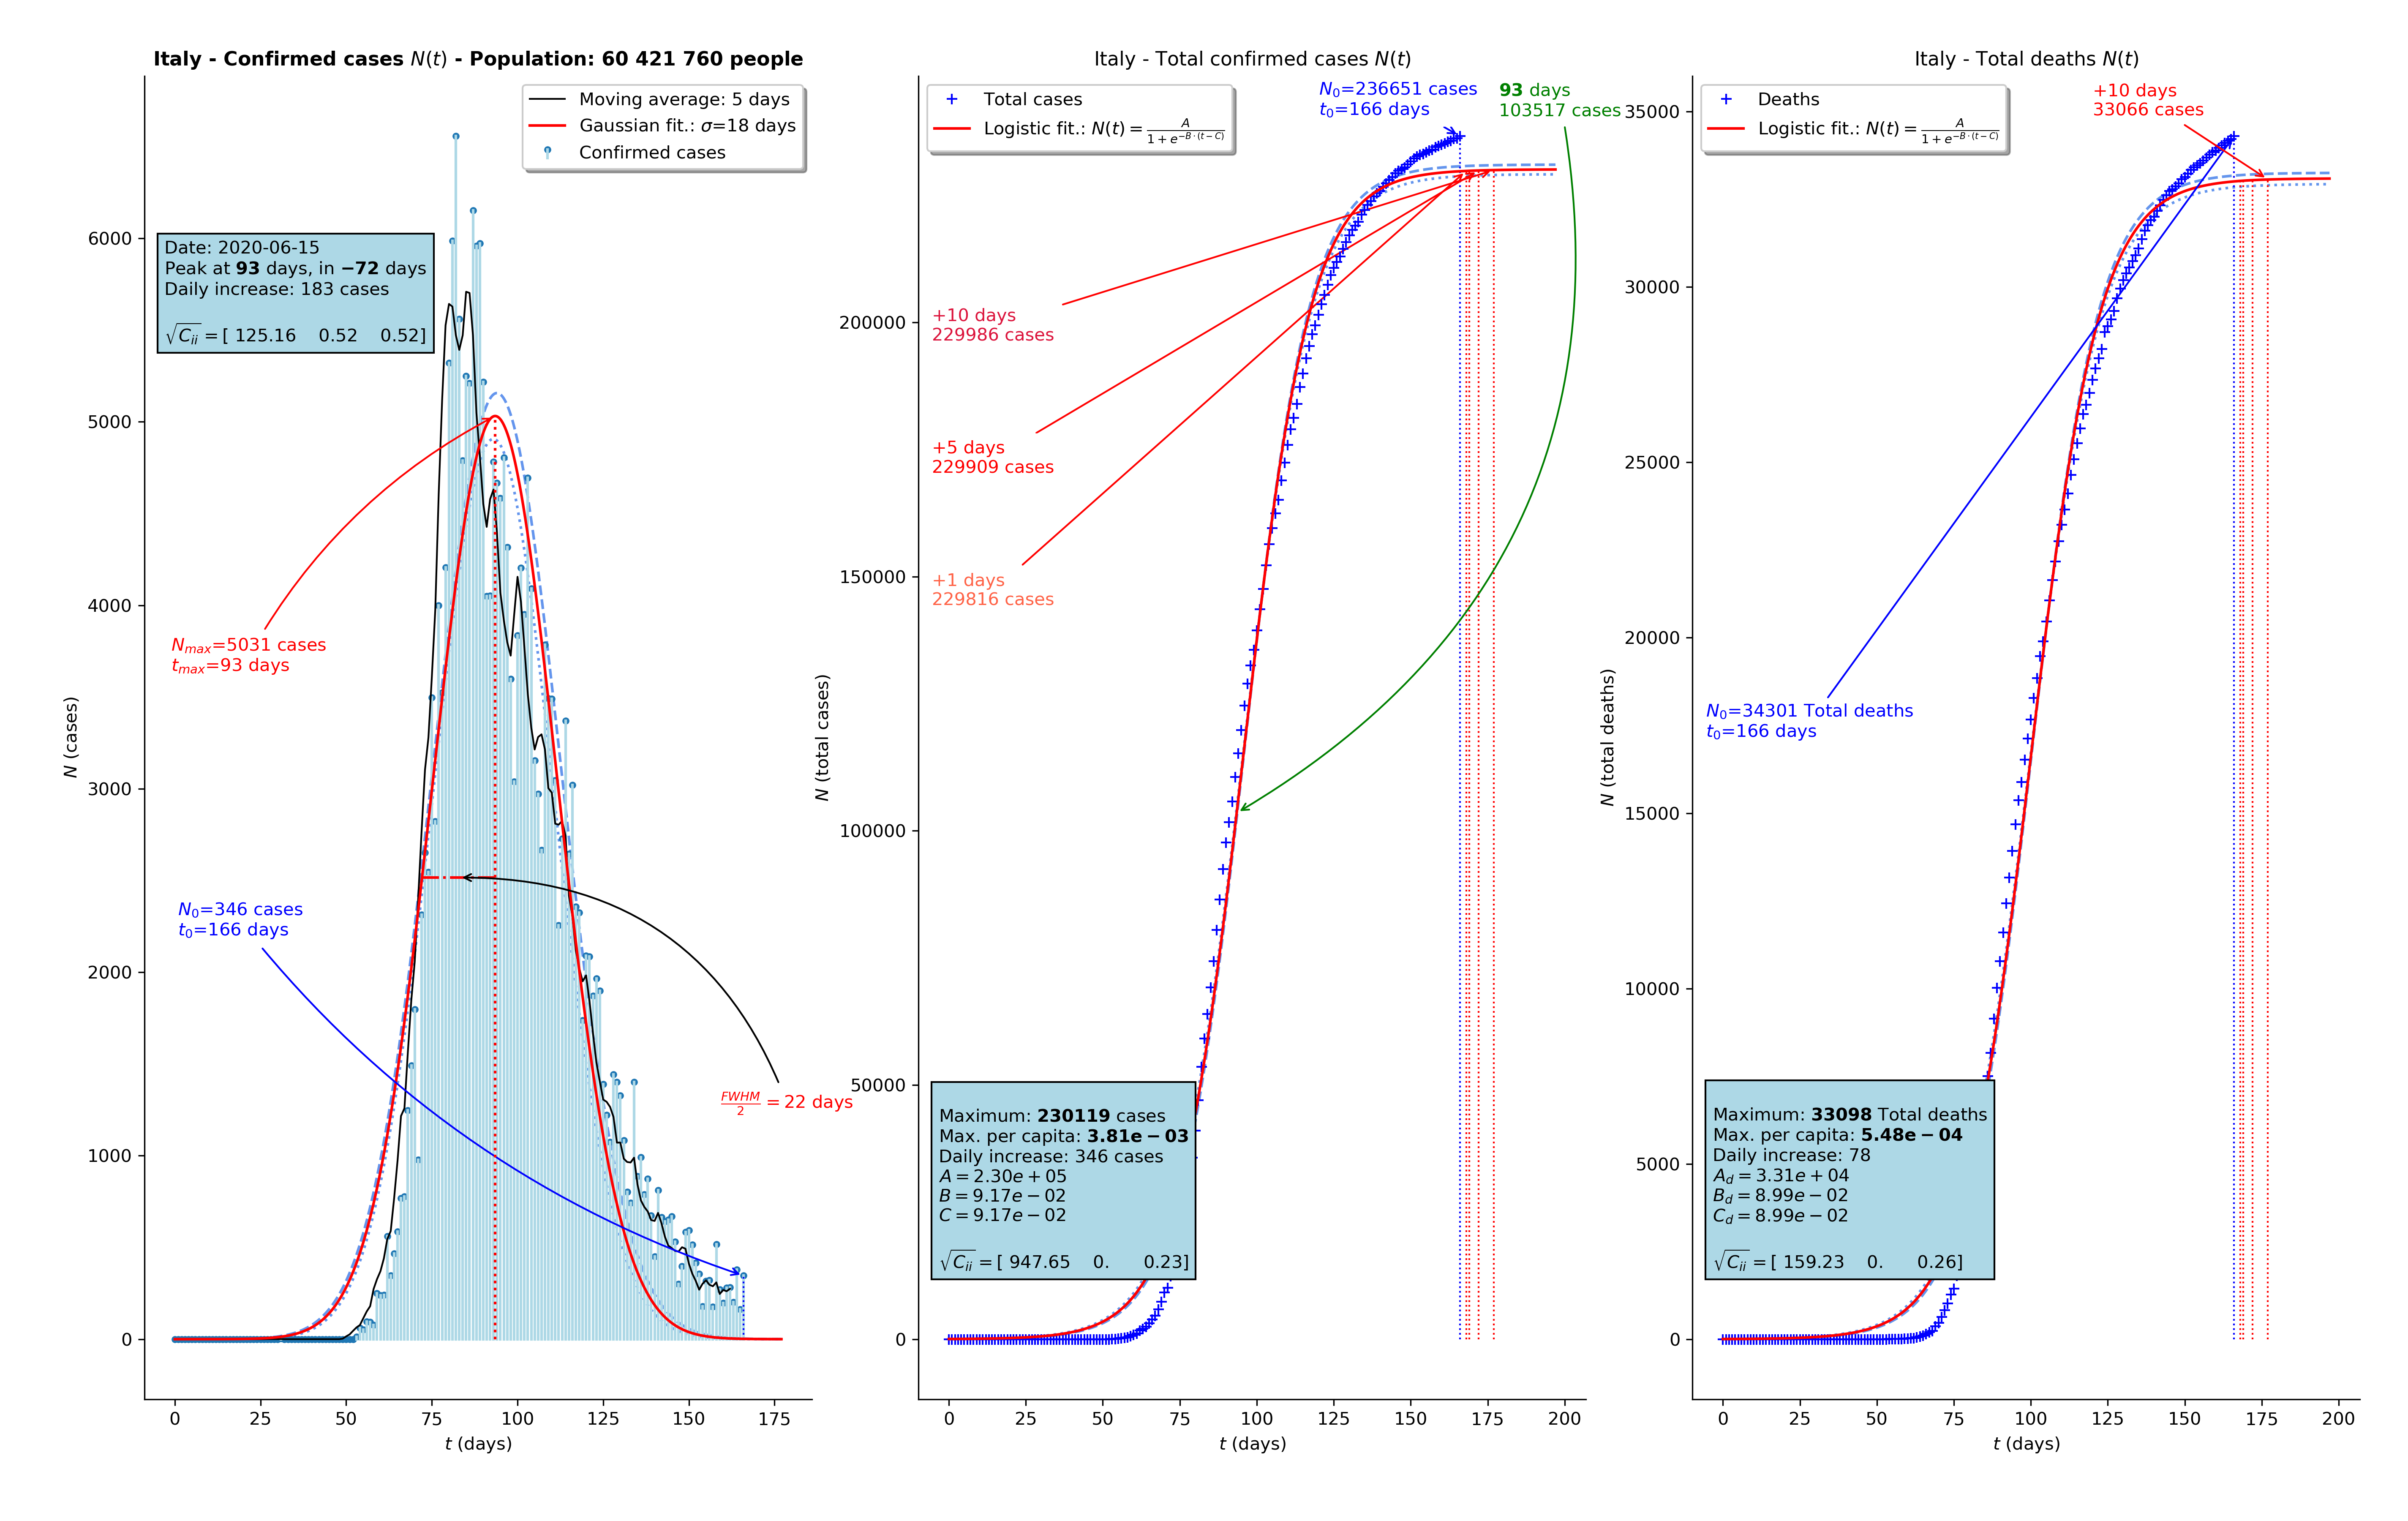 Italy - Confirmed cases N(t) - Population: 60 421 760 people
Moving average: 5 days
Gaussian fit.: σ=18 days
Confirmed cases
Date: 2020-06-15
Peak at 93 days, in −72 days
Daily increase: 183 cases
√C_ii = [ 125.16 0.52 0.52]
N_max=5031 cases
t_max=93 days
N_0=346 cases
t_0=166 days
FWHM/2 = 22 days
N (cases)
6000
5000
4000
3000
2000
1000
0
0 25 50 75 100 125 150 175
t (days)
Italy - Total confirmed cases N(t)
Total cases
Logistic fit.: N(t) = A/(1 + e^{−B·(t−C)})
N_0=236651 cases
t_0=166 days
93 days
103517 cases
+10 days
229986 cases
+5 days
229909 cases
+1 days
229816 cases
Maximum: 230119 cases
Max. per capita: 3.81e − 03
Daily increase: 346 cases
A = 2.30e + 05
B = 9.17e − 02
C = 9.17e − 02
√C_ii = [ 947.65 0. 0.23]
N (total cases)
200000
150000
100000
50000
0
0 25 50 75 100 125 150 175 200
t (days)
Italy - Total deaths N(t)
Deaths
Logistic fit.: N(t) = A/(1 + e^{−B·(t−C)})
+10 days
33066 cases
N_0=34301 Total deaths
t_0=166 days
Maximum: 33098 Total deaths
Max. per capita: 5.48e − 04
Daily increase: 78
A_d = 3.31e + 04
B_d = 8.99e − 02
C_d = 8.99e − 02
√C_ii = [ 159.23 0. 0.26]
N (total deaths)
35000
30000
25000
20000
15000
10000
5000
0
0 25 50 75 100 125 150 175 200
t (days)